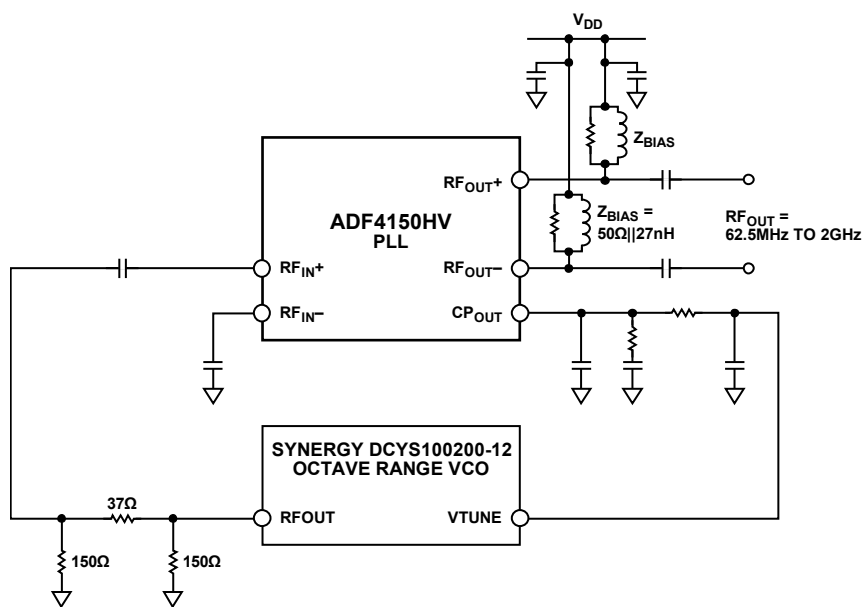 VDD
ZBIAS
RFOUT+
ADF4150HV
PLL
ZBIAS =
50Ω||27nH
RFOUT =
62.5MHz TO 2GHz
RFIN+
RFOUT−
RFIN−
CPOUT
SYNERGY DCYS100200-12
OCTAVE RANGE VCO
37Ω
RFOUT
VTUNE
150Ω
150Ω